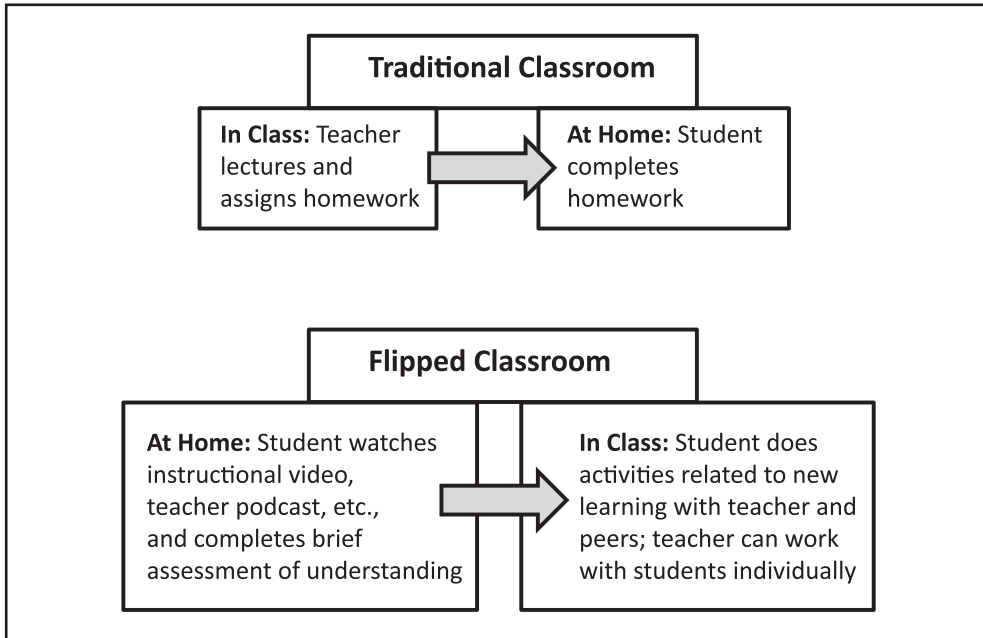 Traditional Classroom
In Class: Teacher
lectures and
assigns homework
At Home: Student
completes
homework
Flipped Classroom
At Home: Student watches
instructional video,
teacher podcast, etc.,
and completes brief
assessment of understanding
In Class: Student does
activities related to new
learning with teacher and
peers; teacher can work
with students individually